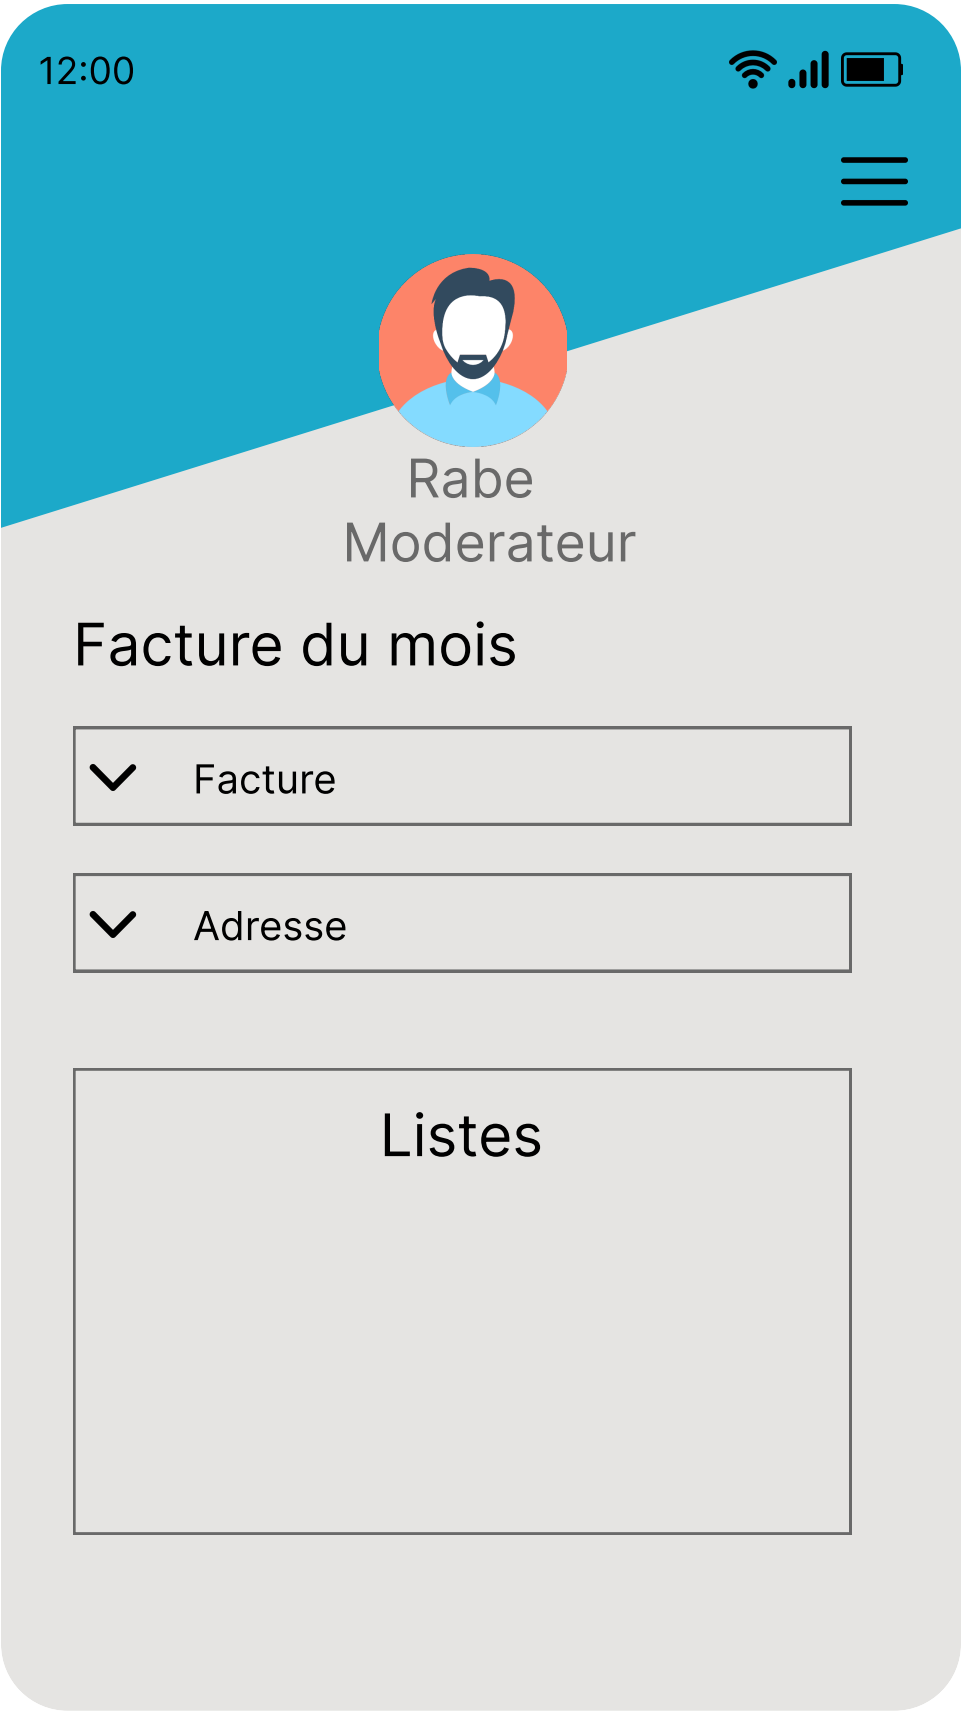 12:00
Rabe
Moderateur
Facture du mois
Facture
Adresse
Listes